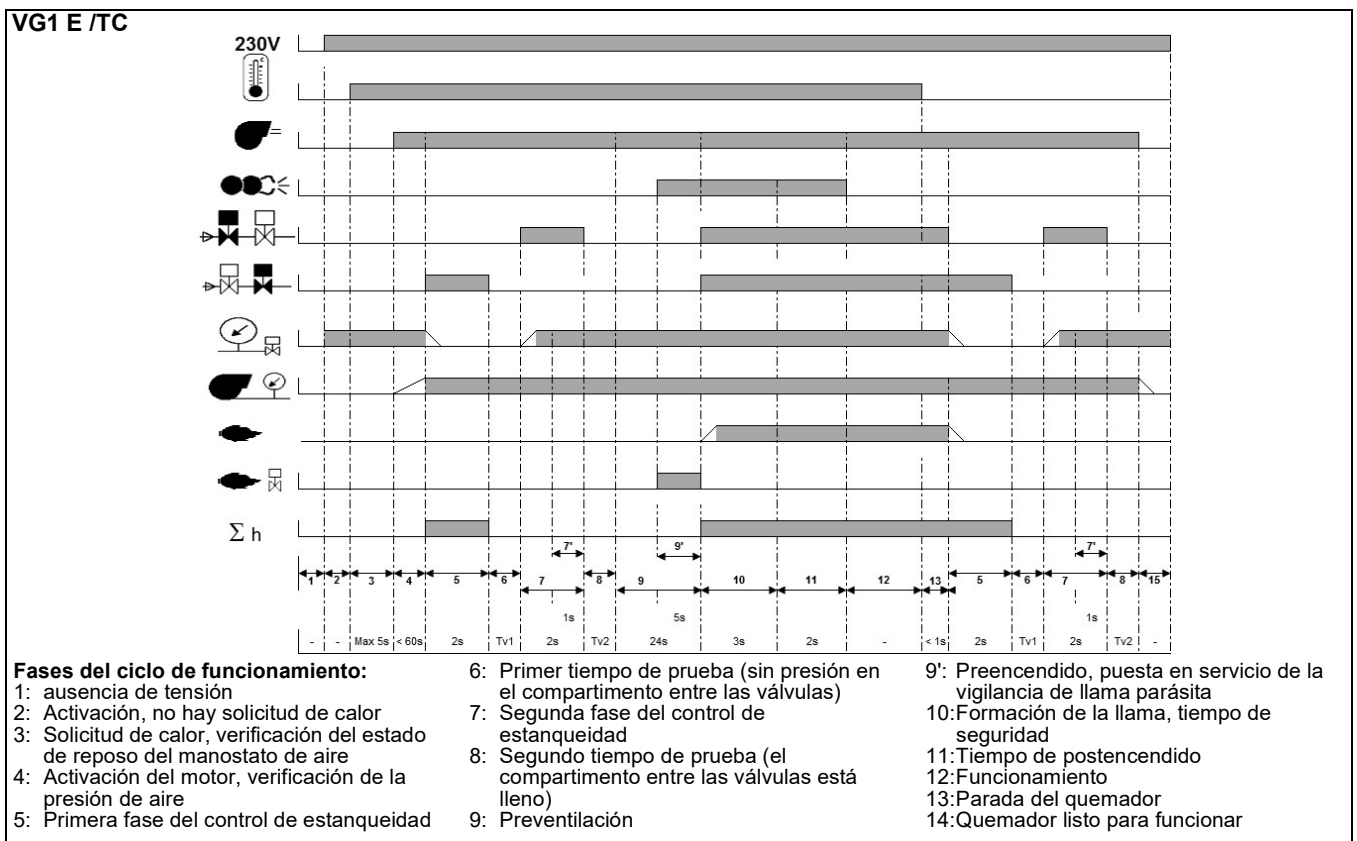 VG1 E /TC
230V
°C
Σ h
7' 9' 7'
1 2 3 4 5 6 7 8 9 10 11 12 13 5 6 7 8 15
1s 5s 1s
- - Max 5s < 60s 2s Tv1 2s Tv2 24s 3s 2s - < 1s 2s Tv1 2s Tv2 -
Fases del ciclo de funcionamiento:
1: ausencia de tensión
2: Activación, no hay solicitud de calor
3: Solicitud de calor, verificación del estado
de reposo del manostato de aire
4: Activación del motor, verificación de la
presión de aire
5: Primera fase del control de estanqueidad
6: Primer tiempo de prueba (sin presión en
el compartimento entre las válvulas)
7: Segunda fase del control de
estanqueidad
8: Segundo tiempo de prueba (el
compartimento entre las válvulas está
lleno)
9: Preventilación
9': Preencendido, puesta en servicio de la
vigilancia de llama parásita
10:Formación de la llama, tiempo de
seguridad
11:Tiempo de postencendido
12:Funcionamiento
13:Parada del quemador
14:Quemador listo para funcionar